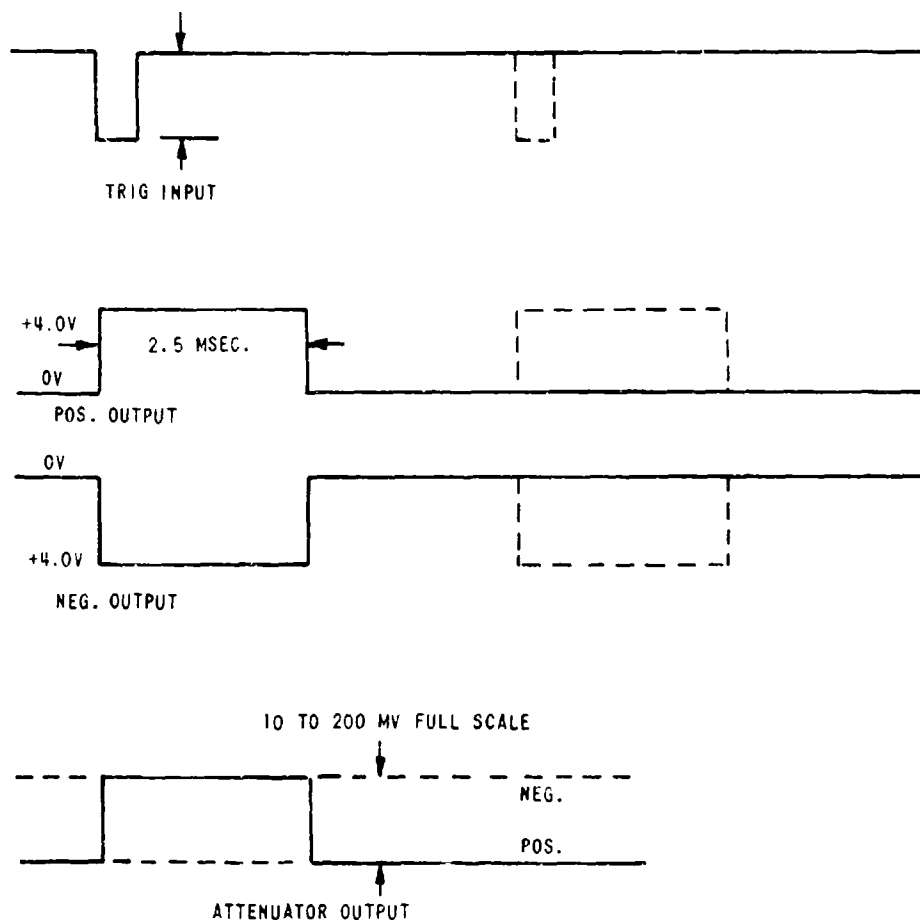 TRIG INPUT
+4.0V
2.5 MSEC.
0V
POS. OUTPUT
0V
+4.0V
NEG. OUTPUT
10 TO 200 MV FULL SCALE
NEG.
POS.
ATTENUATOR OUTPUT